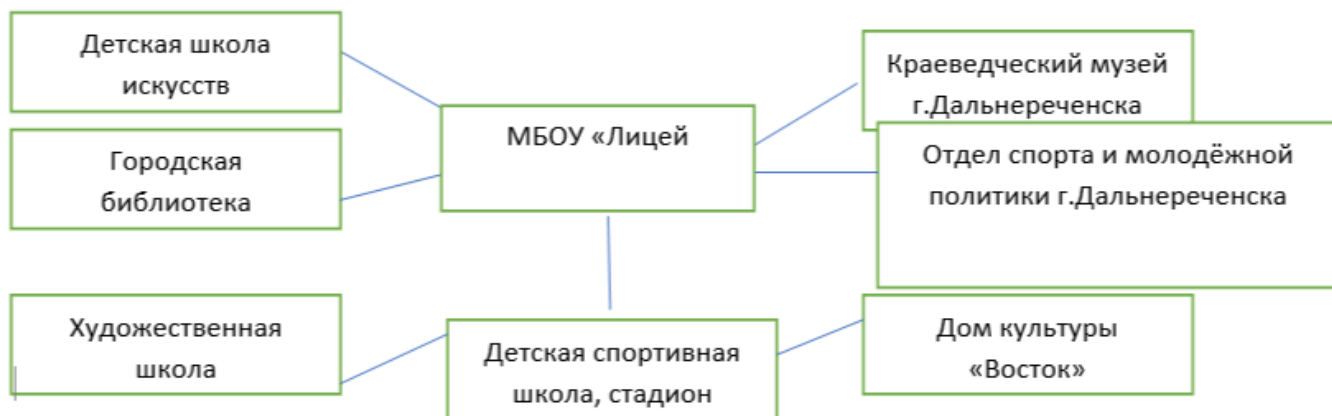 Детская школа
искусств
Краеведческий музей
г.Дальнереченска
МБОУ «Лицей
Городская
библиотека
Отдел спорта и молодёжной
политики г.Дальнереченска
Художественная
школа
Детская спортивная
школа, стадион
Дом культуры
«Восток»